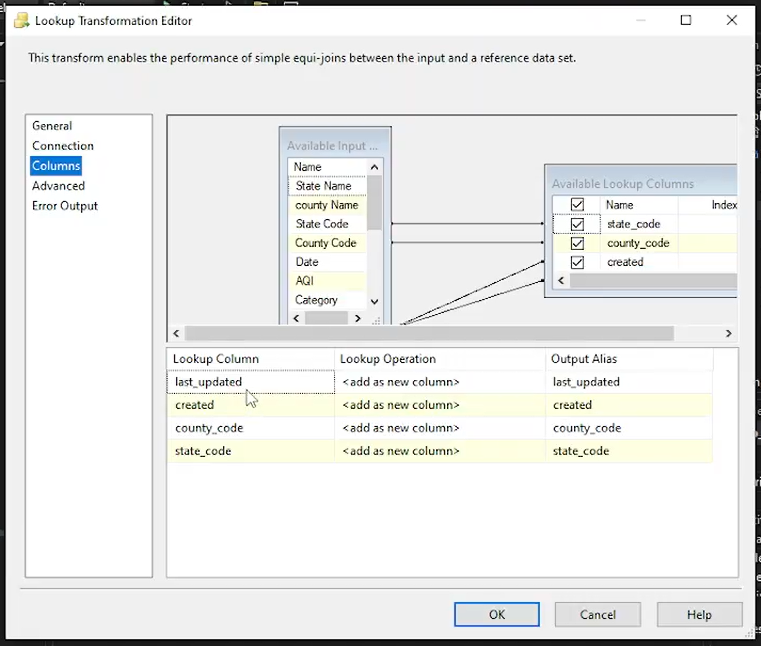 Lookup Transformation Editor
This transform enables the performance of simple equi-joins between the input and a reference data set.
General
Connection
Columns
Advanced
Error Output
Available Input ...
Name
State Name
county Name
State Code
County Code
Date
AQI
Category
Available Lookup Columns
Name Index
state_code
county_code
created
Lookup Column Lookup Operation Output Alias
last_updated <add as new column> last_updated
created <add as new column> created
county_code <add as new column> county_code
state_code <add as new column> state_code
OK Cancel Help